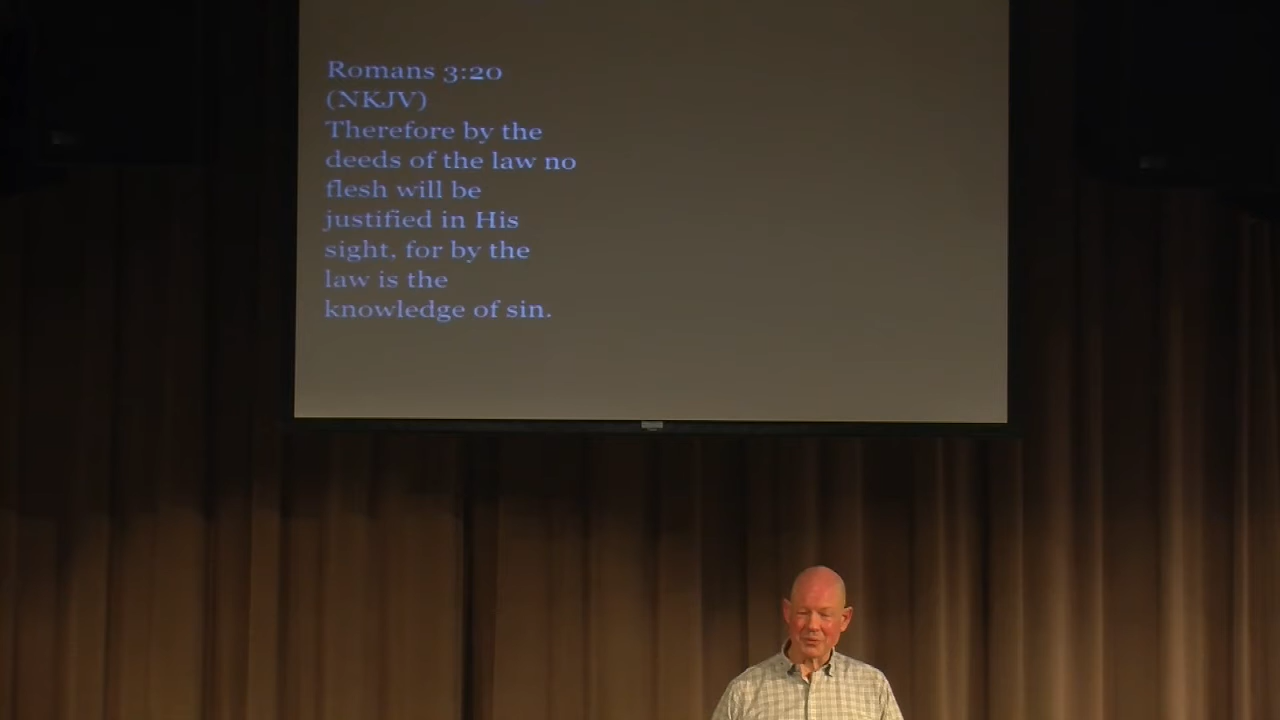 Romans 3:20
(NKJV)
Therefore by the
deeds of the law no
flesh will be
justified in His
sight, for by the
law is the
knowledge of sin.